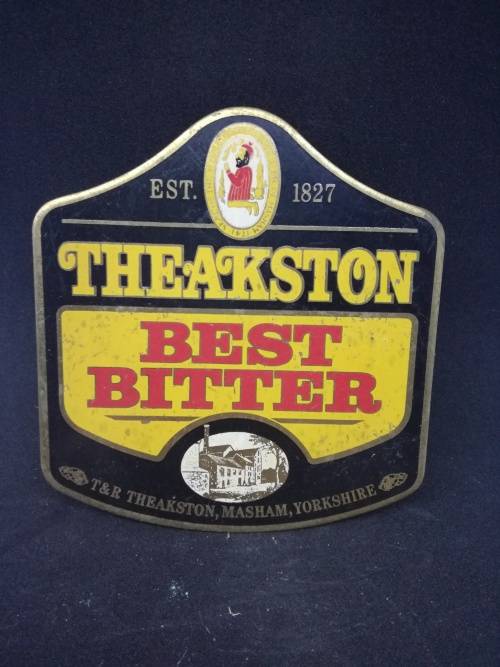 EST. 1827
THEAKSTON
BEST
BITTER
T&R THEAKSTON, MASHAM, YORKSHIRE